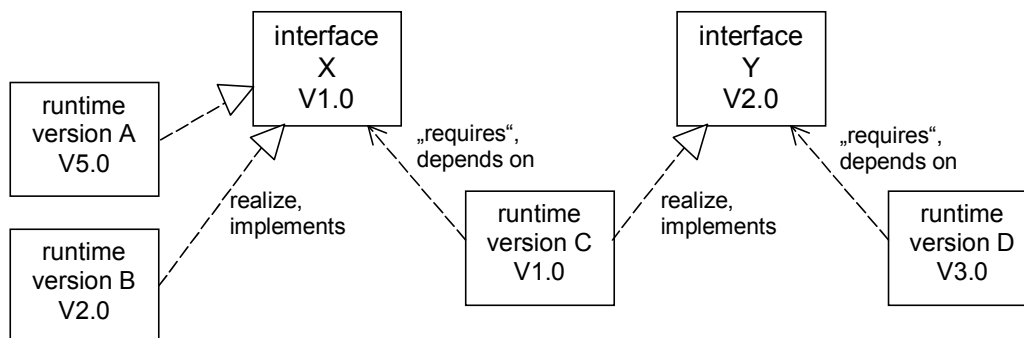 interface
X
V1.0
interface
Y
V2.0
runtime
version A
V5.0
„requires“,
depends on
„requires“,
depends on
realize,
implements
runtime
version C
V1.0
realize,
implements
runtime
version D
V3.0
runtime
version B
V2.0